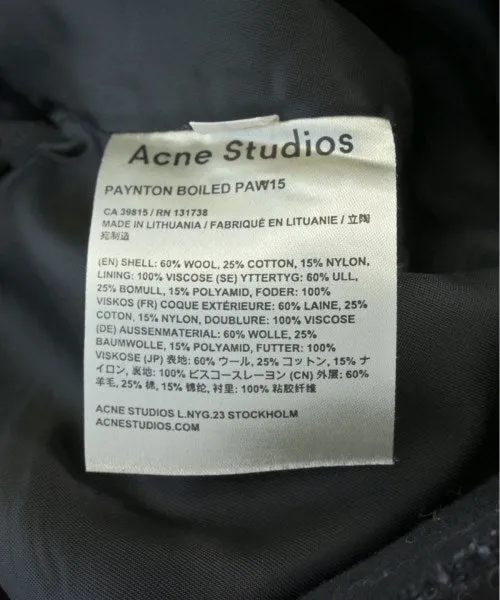 Acne Studios
PAYNTON BOILED PAW15
CA 39815 / RN 131738
MADE IN LITHUANIA / FABRIQUÉ EN LITUANIE / 立陶
宛制造
(EN) SHELL: 60% WOOL, 25% COTTON, 15% NYLON,
LINING: 100% VISCOSE (SE) YTTERTYG: 60% ULL,
25% BOMULL, 15% POLYAMID, FODER: 100%
VISKOS (FR) COQUE EXTÉRIEURE: 60% LAINE, 25%
COTON, 15% NYLON, DOUBLURE: 100% VISCOSE
(DE) AUSSENMATERIAL: 60% WOLLE, 25%
BAUMWOLLE, 15% POLYAMID, FUTTER: 100%
VISKOSE (JP) 表地: 60% ウール, 25% コットン, 15% ナ
イロン, 裏地: 100% ビスコースレーヨン (CN) 外层: 60%
羊毛, 25% 棉, 15% 锦纶, 衬里: 100% 粘胶纤维
ACNE STUDIOS L.NYG.23 STOCKHOLM
ACNESTUDIOS.COM